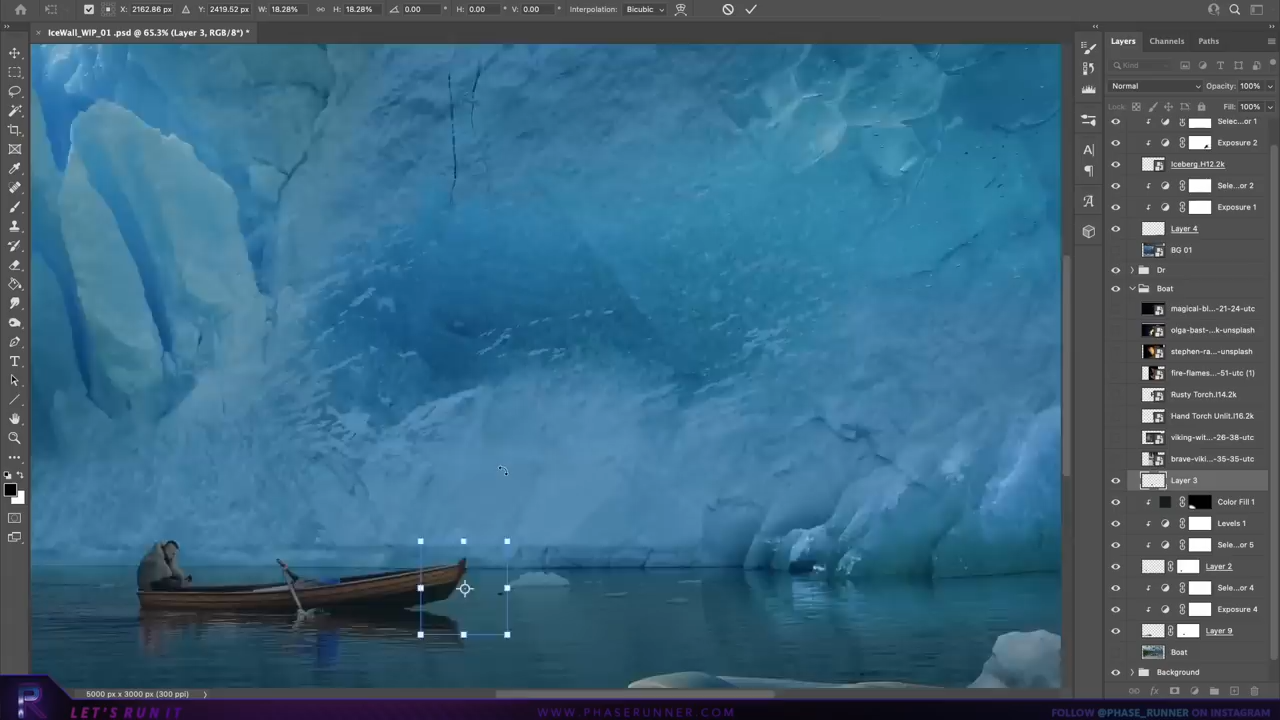 X: 2162.86 px Y: 2419.52 px W: 18.28% H: 18.28% 0.00 ° H: 0.00 ° V: 0.00 ° Interpolation: Bicubic
× IceWall_WIP_01 .psd @ 65.3% (Layer 3, RGB/8*) *
Layers Channels Paths
Kind
Normal Opacity: 100%
Lock: Fill: 100%
Selec...or 1
Exposure 2
Iceberg.H12.2k
Sele...or 2
Exposure 1
Layer 4
BG 01
Dr
Boat
magical-bl...-21-24-utc
olga-bast-...k-unsplash
stephen-ra...-unsplash
fire-flames...-51-utc (1)
Rusty Torch.I14.2k
Hand Torch Unlit.I16.2k
viking-wit...-26-38-utc
brave-viki...-35-35-utc
Layer 3
Color Fill 1
Levels 1
Sele...or 5
Layer 2
Sele...or 4
Exposure 4
Layer 9
Boat
Background
5000 px x 3000 px (300 ppi)
R LET'S RUN IT WWW.PHASERUNNER.COM FOLLOW @PHASE_RUNNER ON INSTAGRAM